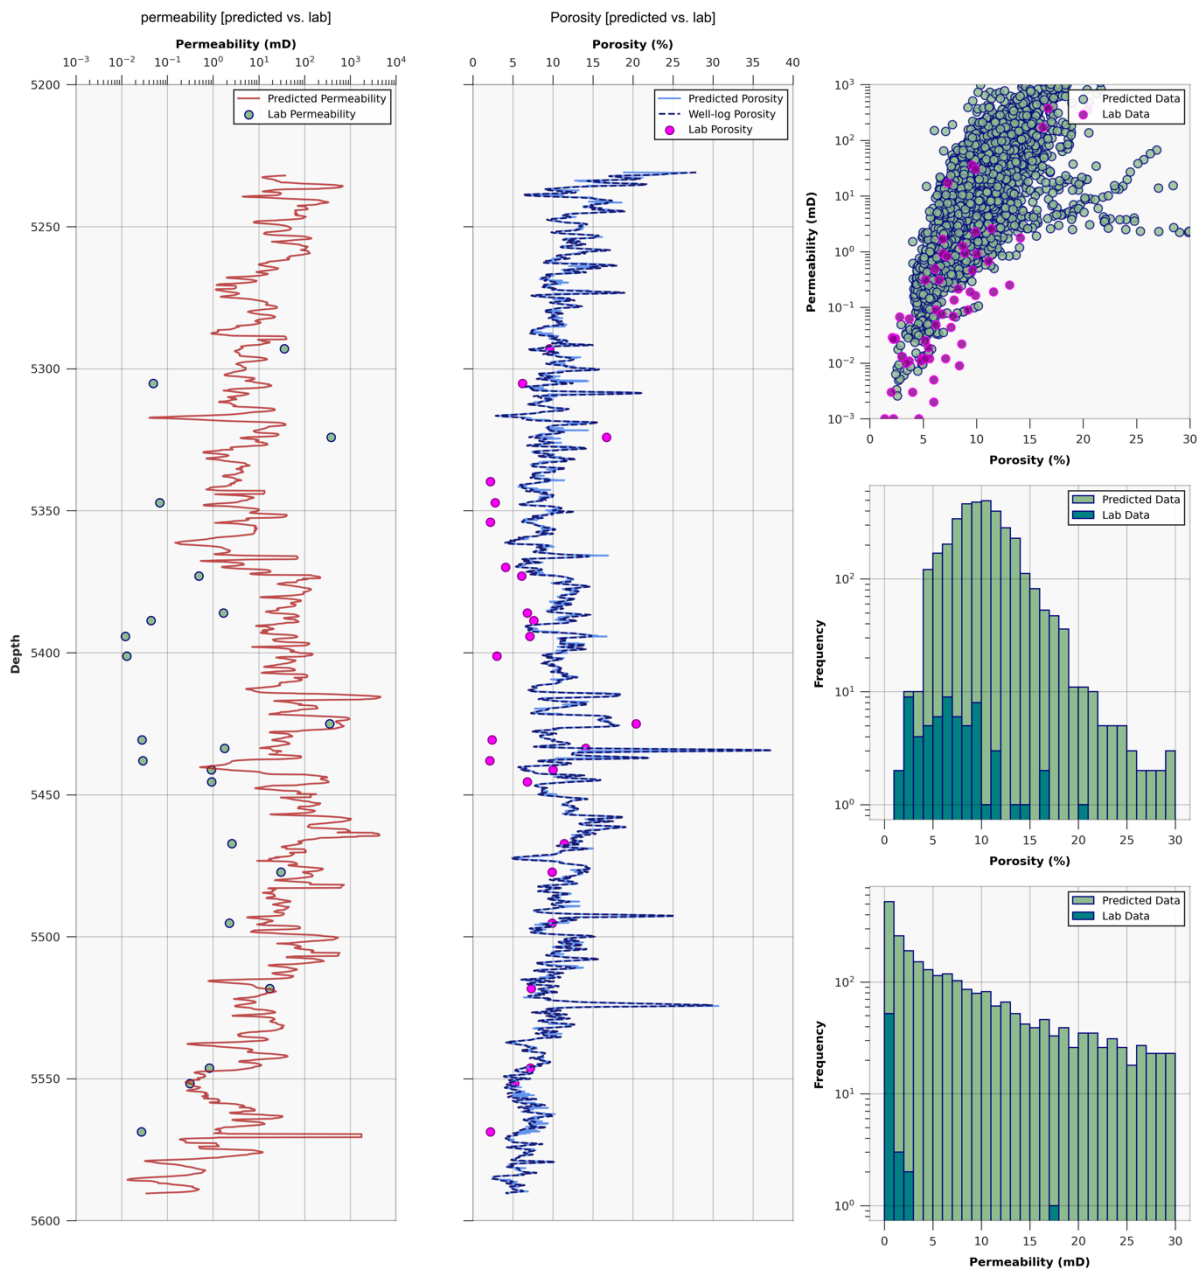 permeability [predicted vs. lab]
Permeability (mD)
10⁻³ 10⁻² 10⁻¹ 10⁰ 10¹ 10² 10³ 10⁴
Predicted Permeability
Lab Permeability
Depth
5200
5250
5300
5350
5400
5450
5500
5550
5600
Porosity [predicted vs. lab]
Porosity (%)
0 5 10 15 20 25 30 35 40
Predicted Porosity
Well-log Porosity
Lab Porosity
Permeability (mD)
10³
10²
10¹
10⁰
10⁻¹
10⁻²
10⁻³
Predicted Data
Lab Data
0 5 10 15 20 25 30
Porosity (%)
Frequency
10²
10¹
10⁰
Predicted Data
Lab Data
0 5 10 15 20 25 30
Porosity (%)
Frequency
10²
10¹
10⁰
Predicted Data
Lab Data
0 5 10 15 20 25 30
Permeability (mD)